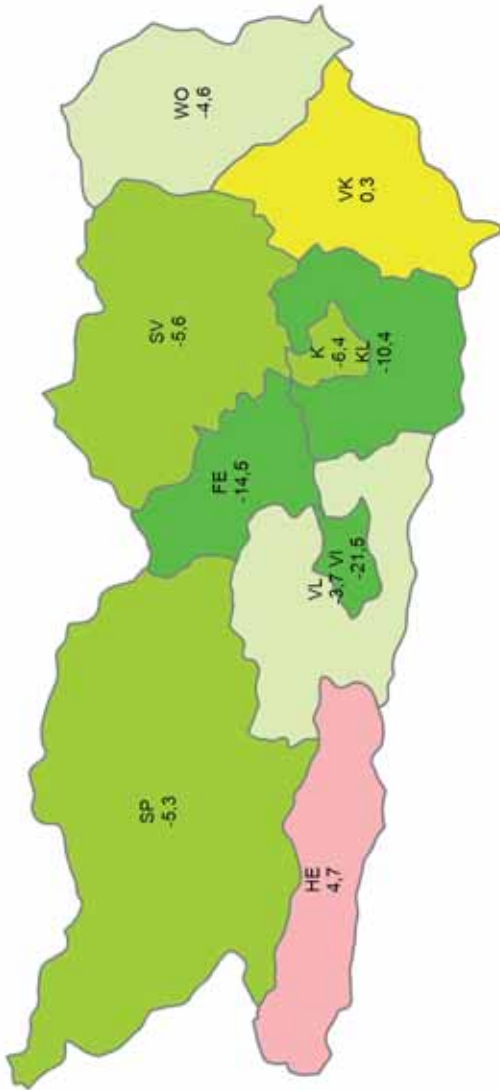 SP
-5,3
SV
-5,6
WO
-4,6
FE
-14,5
HE
4,7
VL
-3,7
VI
-21,5
K
-6,4
KL
-10,4
VK
0,3